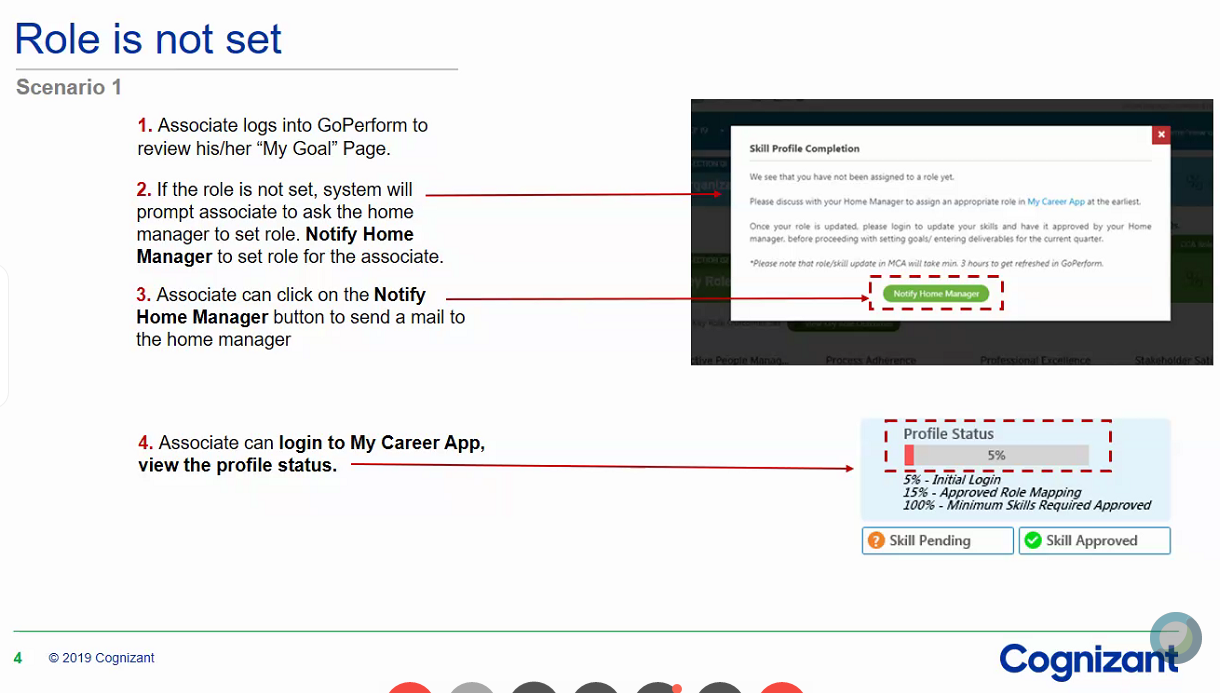 Role is not set
Scenario 1
1. Associate logs into GoPerform to
review his/her “My Goal” Page.
2. If the role is not set, system will
prompt associate to ask the home
manager to set role. Notify Home
Manager to set role for the associate.
3. Associate can click on the Notify
Home Manager button to send a mail to
the home manager
Skill Profile Completion
We see that you have not been assigned to a role yet.
Please discuss with your Home Manager to assign an appropriate role in My Career App at the earliest.
Once your role is updated, please login to update your skills and have it approved by your Home
manager, before proceeding with setting goals/ entering deliverables for the current quarter.
*Please note that role/skill update in MCA will take min. 3 hours to get refreshed in GoPerform.
Notify Home Manager
ctive People Manag... Process Adherence Professional Excellence Stakeholder Sat
4. Associate can login to My Career App,
view the profile status.
Profile Status
5%
5% - Initial Login
15% - Approved Role Mapping
100% - Minimum Skills Required Approved
? Skill Pending
Skill Approved
4 © 2019 Cognizant
Cognizant